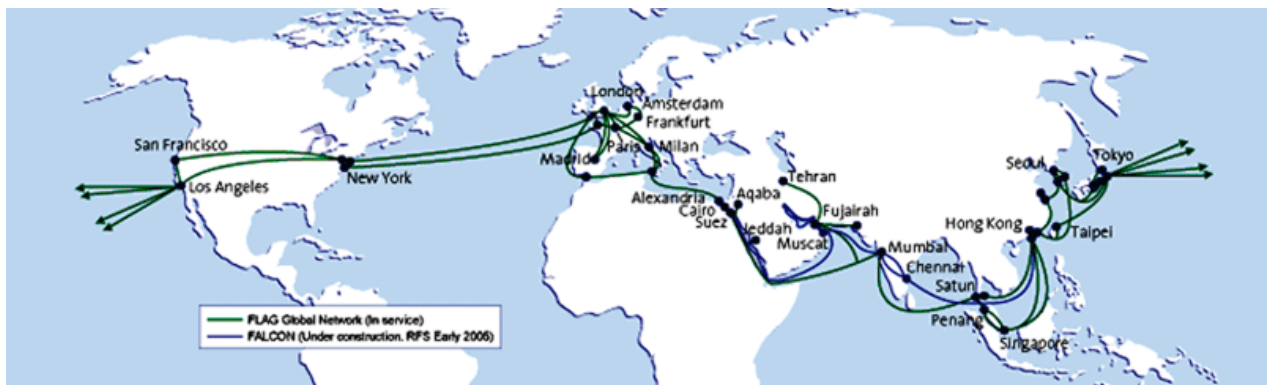 London
Amsterdam
Frankfurt
San Francisco
Paris
Milan
Madrid
Seoul
Tokyo
New York
Los Angeles
Tehran
Alexandria
Aqaba
Cairo
Fujairah
Suez
Jeddah
Hong Kong
Taipei
Muscat
Mumbai
Chennai
Satun
Penang
Singapore
FLAG Global Network (In service)
FALCON (Under construction. RFS Early 2005)